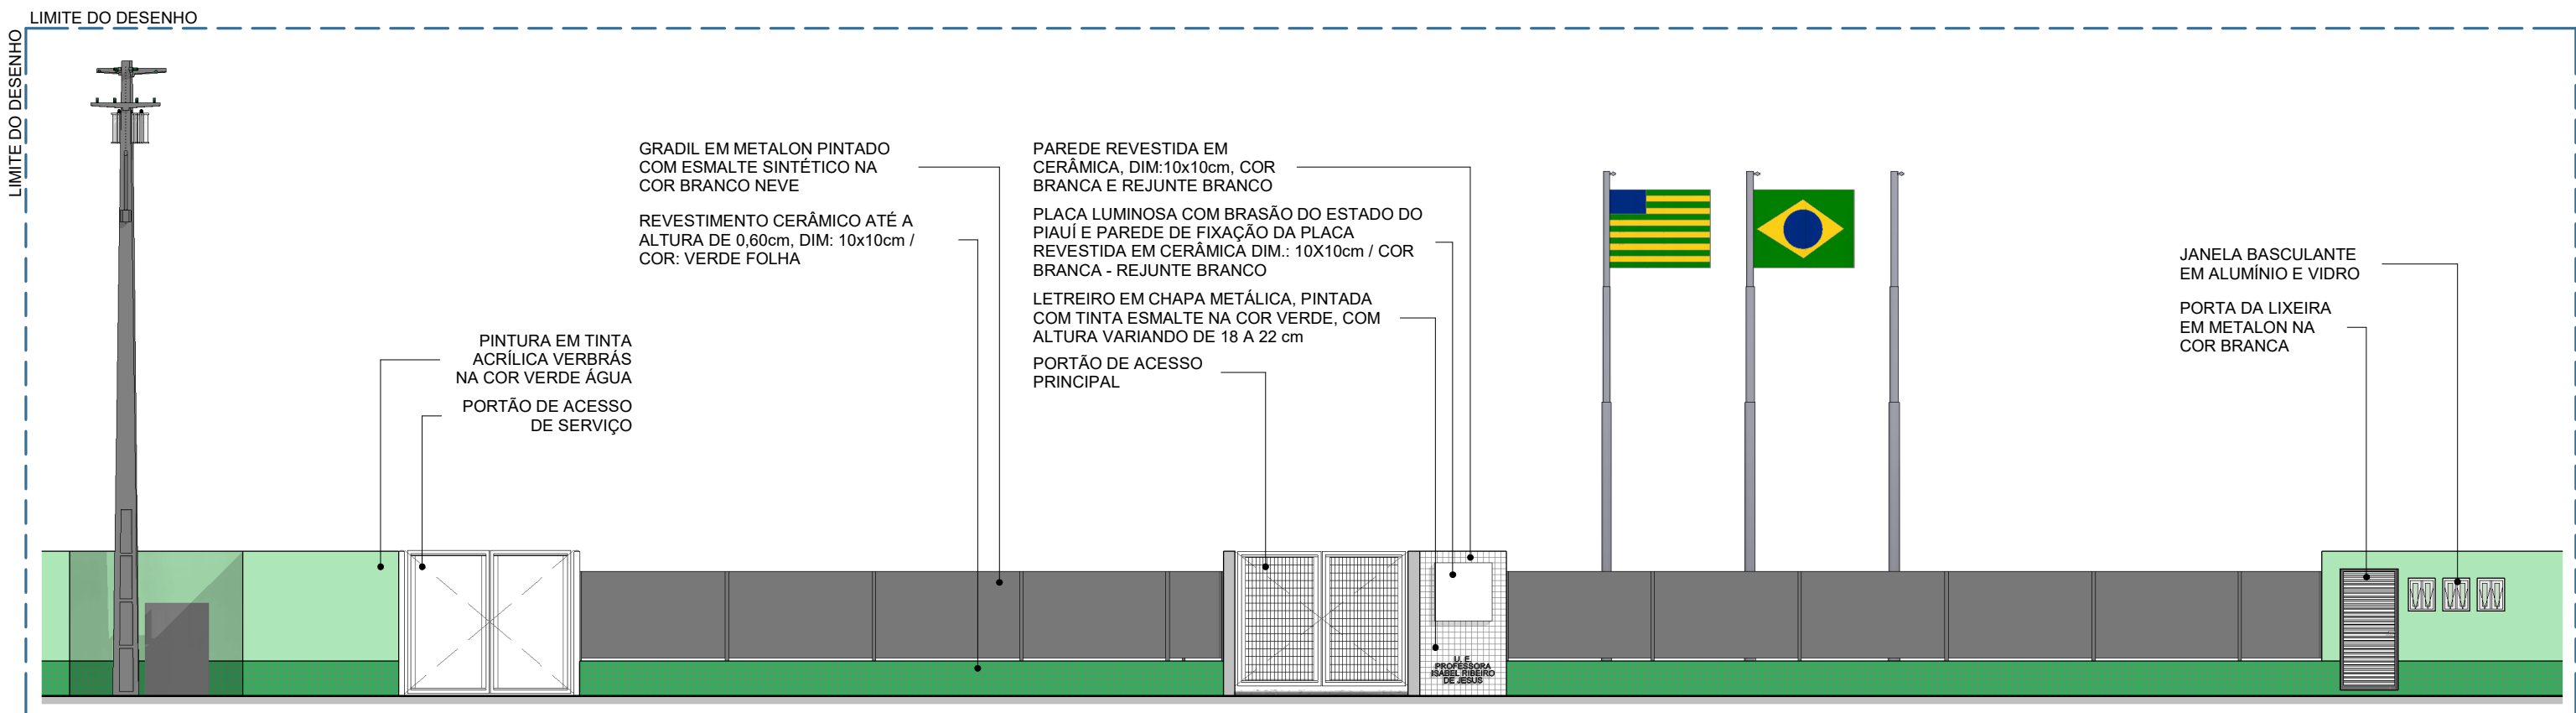 LIMITE DO DESENHO
LIMITE DO DESENHO
PINTURA EM TINTA
ACRÍLICA VERBRÁS
NA COR VERDE ÁGUA
PORTÃO DE ACESSO
DE SERVIÇO
GRADIL EM METALON PINTADO
COM ESMALTE SINTÉTICO NA
COR BRANCO NEVE
REVESTIMENTO CERÂMICO ATÉ A
ALTURA DE 0,60cm, DIM: 10x10cm /
COR: VERDE FOLHA
PAREDE REVESTIDA EM
CERÂMICA, DIM:10x10cm, COR
BRANCA E REJUNTE BRANCO
PLACA LUMINOSA COM BRASÃO DO ESTADO DO
PIAUÍ E PAREDE DE FIXAÇÃO DA PLACA
REVESTIDA EM CERÂMICA DIM.: 10X10cm / COR
BRANCA - REJUNTE BRANCO
LETREIRO EM CHAPA METÁLICA, PINTADA
COM TINTA ESMALTE NA COR VERDE, COM
ALTURA VARIANDO DE 18 A 22 cm
PORTÃO DE ACESSO
PRINCIPAL
U. E.
PROFESSORA
ISABEL RIBEIRO
DE JESUS
JANELA BASCULANTE
EM ALUMÍNIO E VIDRO
PORTA DA LIXEIRA
EM METALON NA
COR BRANCA